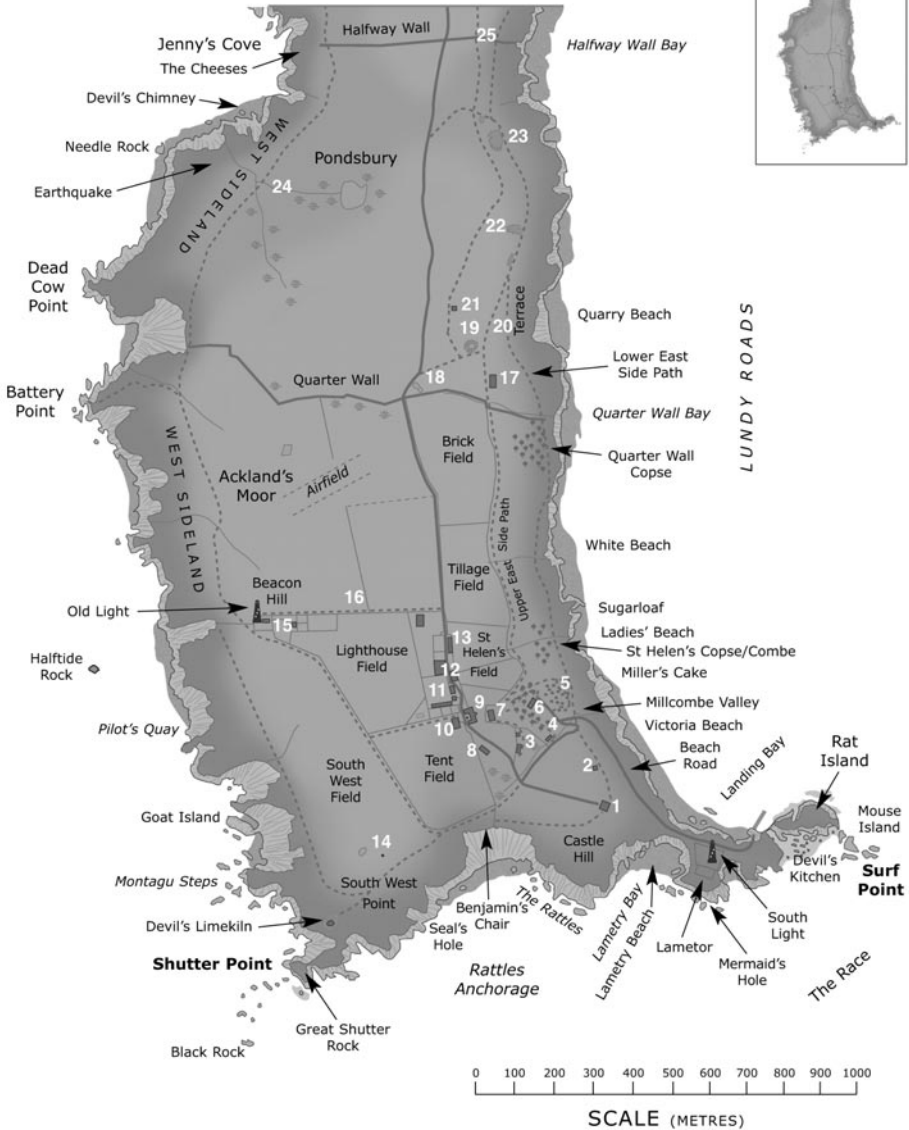 Halfway Wall
25
Jenny's Cove
The Cheeses
Halfway Wall Bay
Devil's Chimney
Needle Rock
Earthquake
WEST SIDELAND
Pondsbury
23
24
22
Dead
Cow
Point
21
19
20
Terrace
Quarry Beach
LUNDY ROADS
Lower East
Side Path
Quarter Wall
18
17
Battery
Point
Quarter Wall Bay
Brick
Field
Quarter Wall
Copse
WEST SIDELAND
Ackland's
Moor
Airfield
Upper East Side Path
White Beach
Tillage
Field
Beacon
Hill
16
Old Light
15
Sugarloaf
Ladies' Beach
St Helen's Copse/Combe
Miller's Cake
Lighthouse
Field
13
St
Helen's
Field
12
11
5
Halftide
Rock
9
7
6
Millcombe Valley
10
4
Victoria Beach
Pilot's Quay
8
3
Beach
Road
Landing Bay
Rat
Island
South
West
Field
Tent
Field
2
1
Goat Island
Mouse
Island
14
Castle
Hill
Devil's
Kitchen
Surf
Point
Montagu Steps
South West
Point
Benjamin's
Chair
The Rattles
Lametry Bay
Lametry Beach
Lametor
South
Light
Devil's Limekiln
Seal's
Hole
Mermaid's
Hole
The Race
Shutter Point
Rattles
Anchorage
Great Shutter
Rock
Black Rock
0 100 200 300 400 500 600 700 800 900 1000
SCALE (METRES)